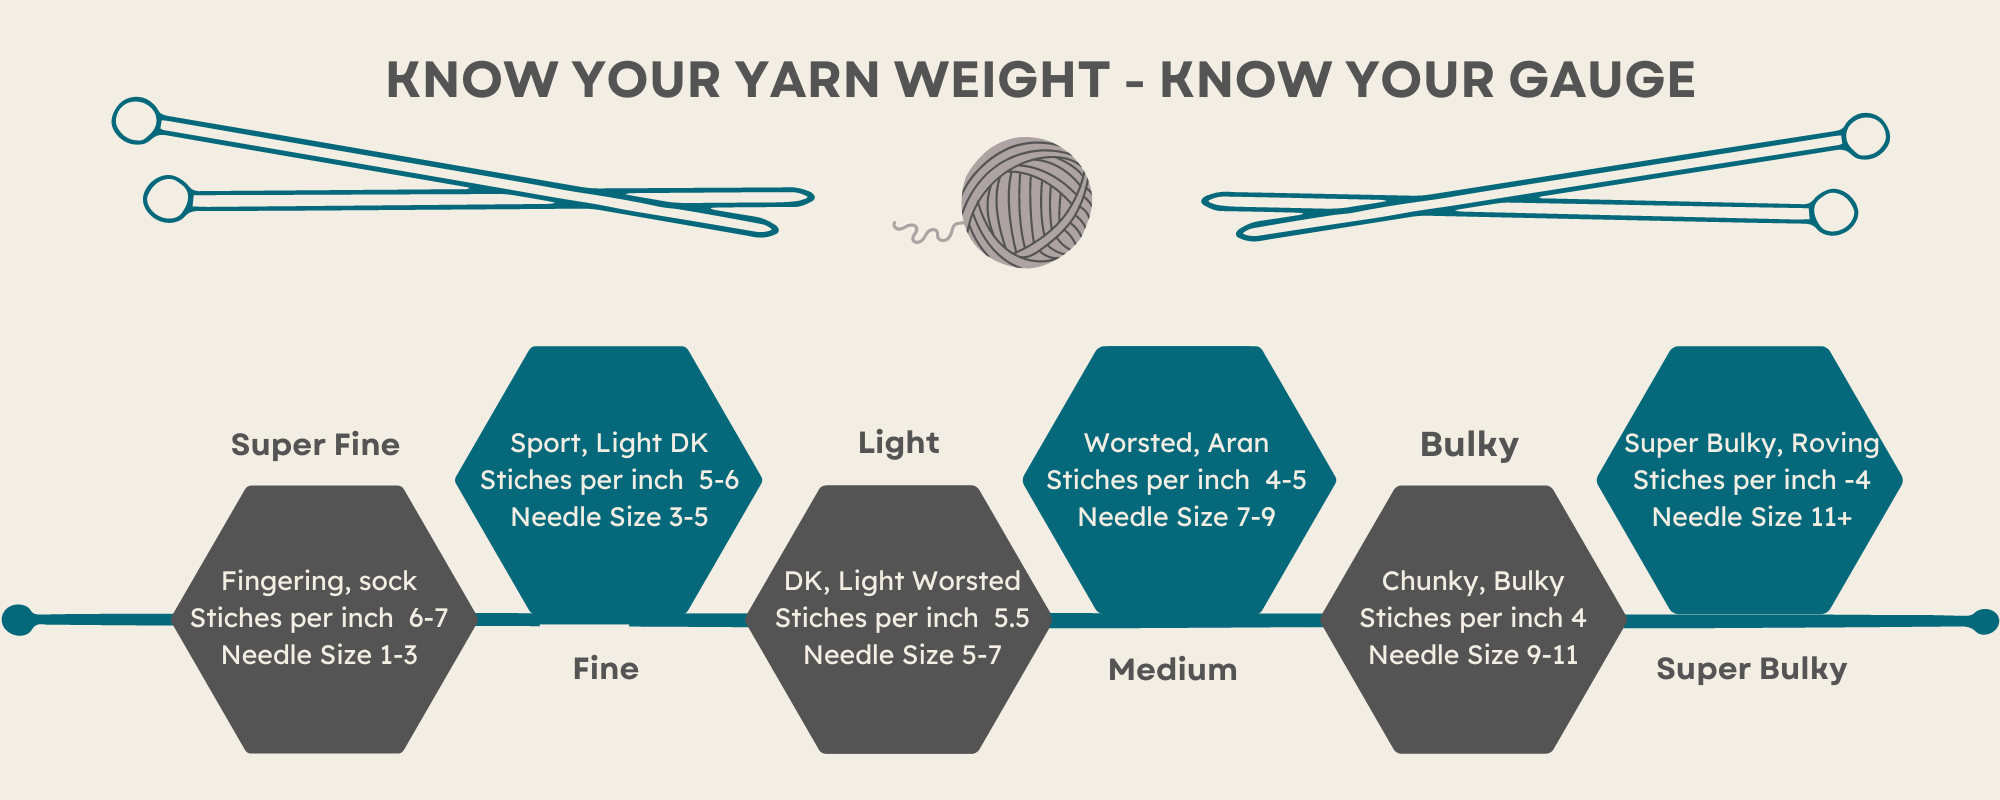 KNOW YOUR YARN WEIGHT - KNOW YOUR GAUGE
Super Fine
Fingering, sock
Stiches per inch  6-7
Needle Size 1-3
Sport, Light DK
Stiches per inch  5-6
Needle Size 3-5
Fine
Light
DK, Light Worsted
Stiches per inch  5.5
Needle Size 5-7
Worsted, Aran
Stiches per inch  4-5
Needle Size 7-9
Medium
Bulky
Chunky, Bulky
Stiches per inch 4
Needle Size 9-11
Super Bulky, Roving
Stiches per inch -4
Needle Size 11+
Super Bulky